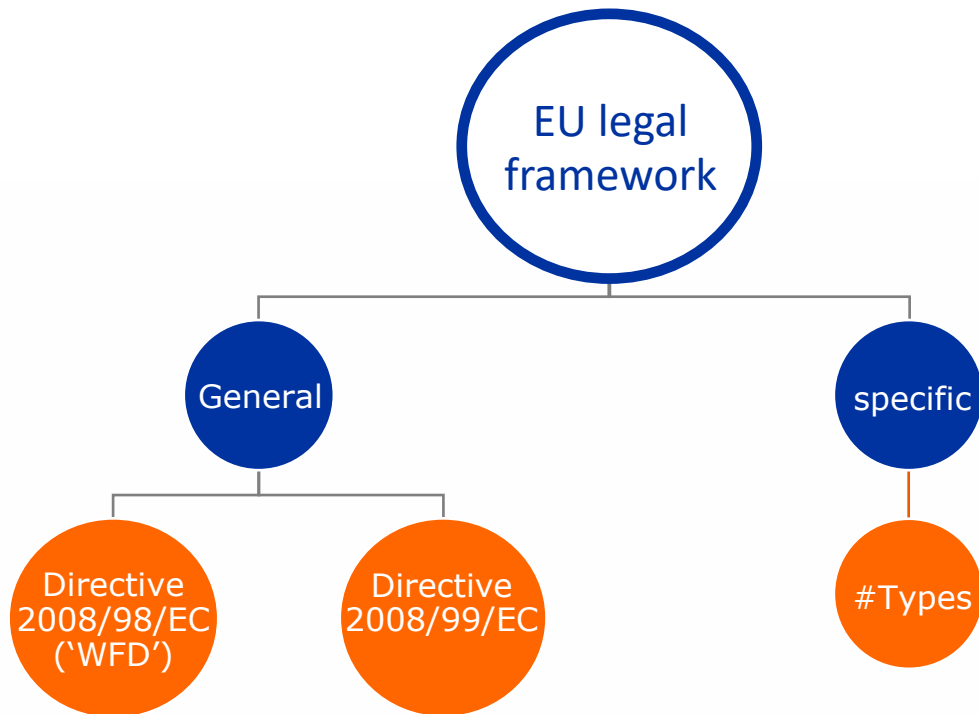 EU legal
framework
General
specific
Directive
2008/98/EC
(‘WFD’)
Directive
2008/99/EC
#Types